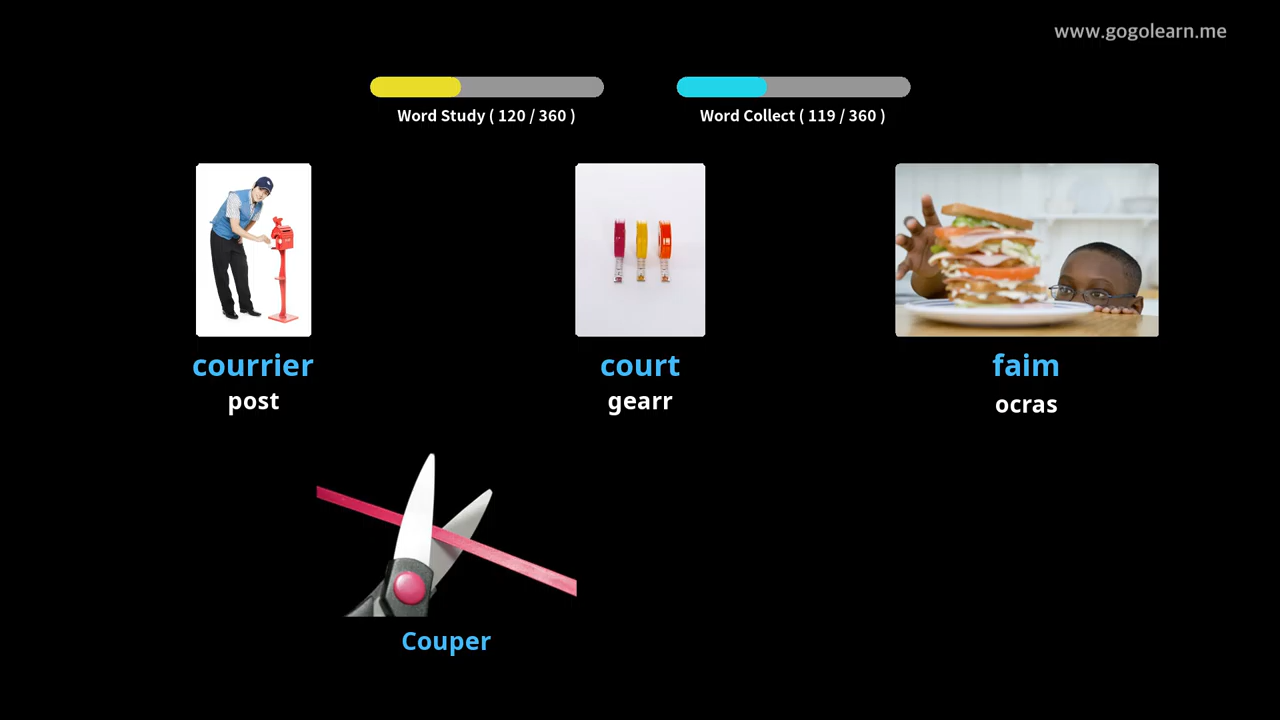 www.gogolearn.me
Word Study ( 120 / 360 )
Word Collect ( 119 / 360 )
courrier
post
court
gearr
faim
ocras
Couper